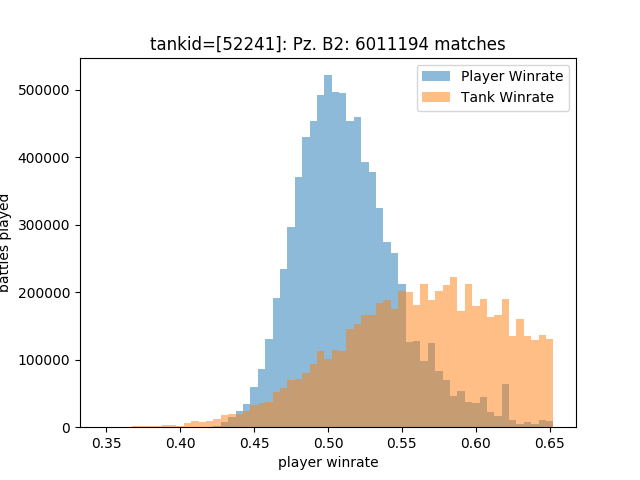 tankid=[52241]: Pz. B2: 6011194 matches
Player Winrate
Tank Winrate
battles played
500000
400000
300000
200000
100000
0
0.35 0.40 0.45 0.50 0.55 0.60 0.65
player winrate